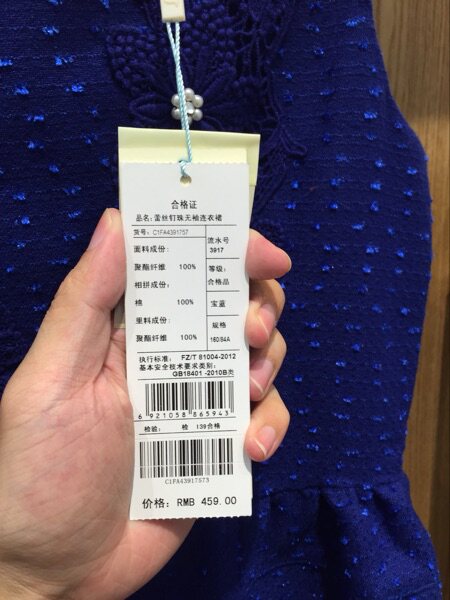 合格证
品名: 蕾丝钉珠无袖连衣裙
货号: C1FA4391757
流水号
3917
面料成份:
聚酯纤维 100%
等级:
合格品
相拼成份:
棉 100%
宝蓝
里料成份:
聚酯纤维 100%
规格
160/84A
执行标准: FZ/T 81004-2012
基本安全技术要求类别:
GB18401 -2010B类
6 921058 865943
检验: 检 139合格
C1FA43917573
价格: RMB 459.00